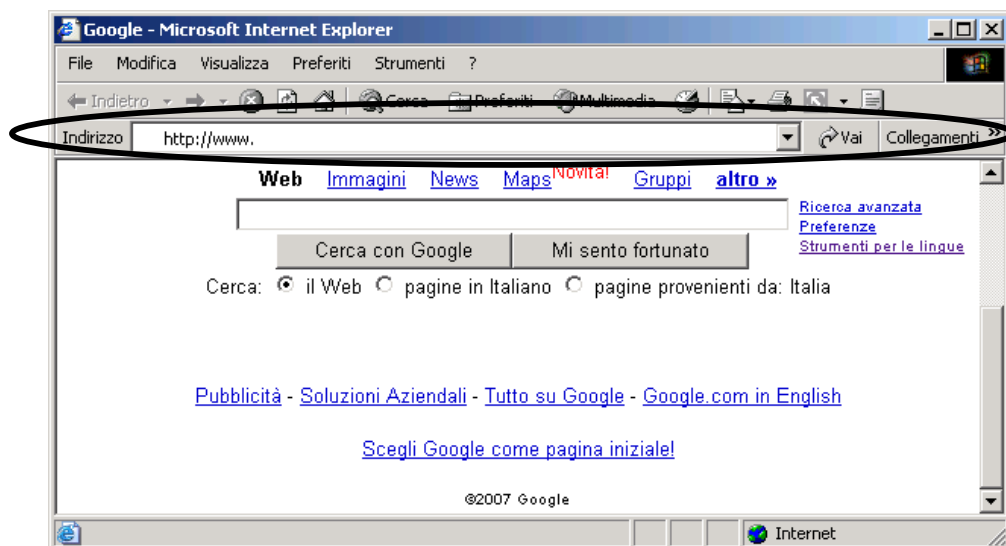 Google - Microsoft Internet Explorer
File Modifica Visualizza Preferiti Strumenti ?
Indietro Cerca Preferiti Multimedia
Indirizzo http://www. Vai Collegamenti »
Web Immagini News Maps Novità! Gruppi altro »
Ricerca avanzata
Preferenze
Strumenti per le lingue
Cerca con Google Mi sento fortunato
Cerca: il Web pagine in Italiano pagine provenienti da: Italia
Pubblicità - Soluzioni Aziendali - Tutto su Google - Google.com in English
Scegli Google come pagina iniziale!
©2007 Google
Internet